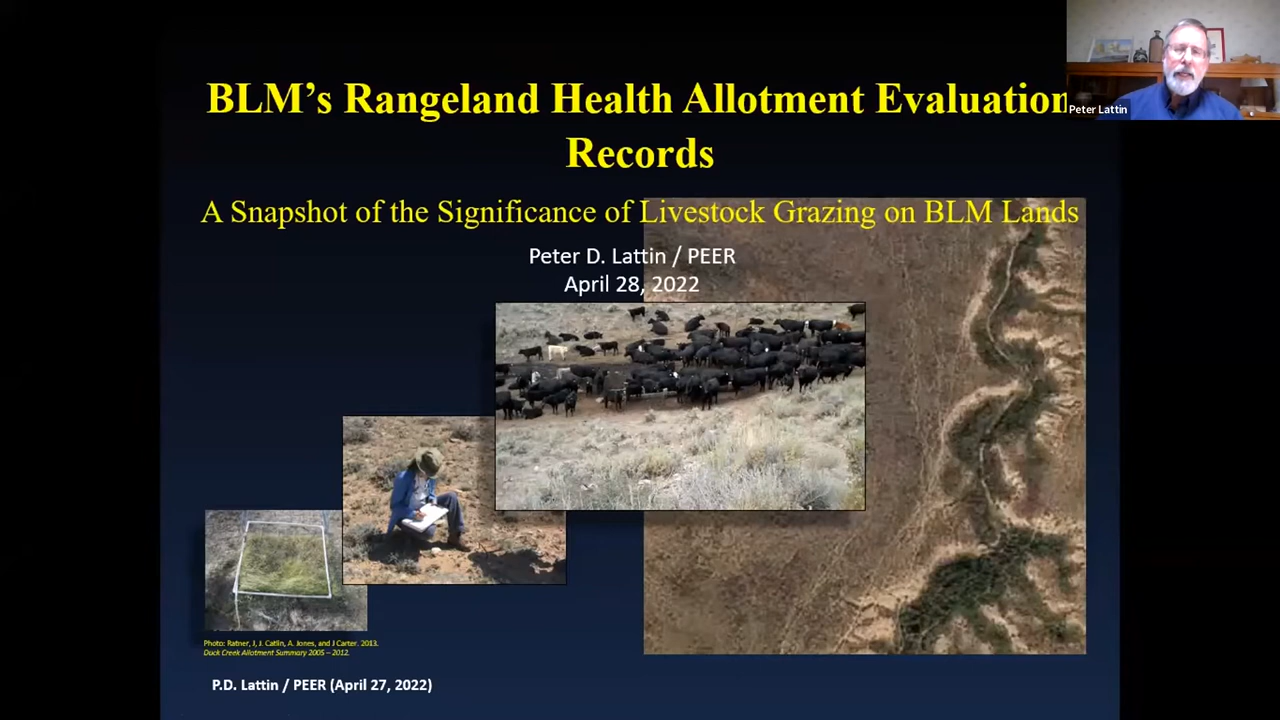 BLM's Rangeland Health Allotment Evaluation
Records
Peter Lattin
A Snapshot of the Significance of Livestock Grazing on BLM Lands
Peter D. Lattin / PEER
April 28, 2022
Photo: Ratner, J, J. Catlin, A. Jones, and J Carter. 2013.
Duck Creek Allotment Summary 2005 – 2012.
P.D. Lattin / PEER (April 27, 2022)